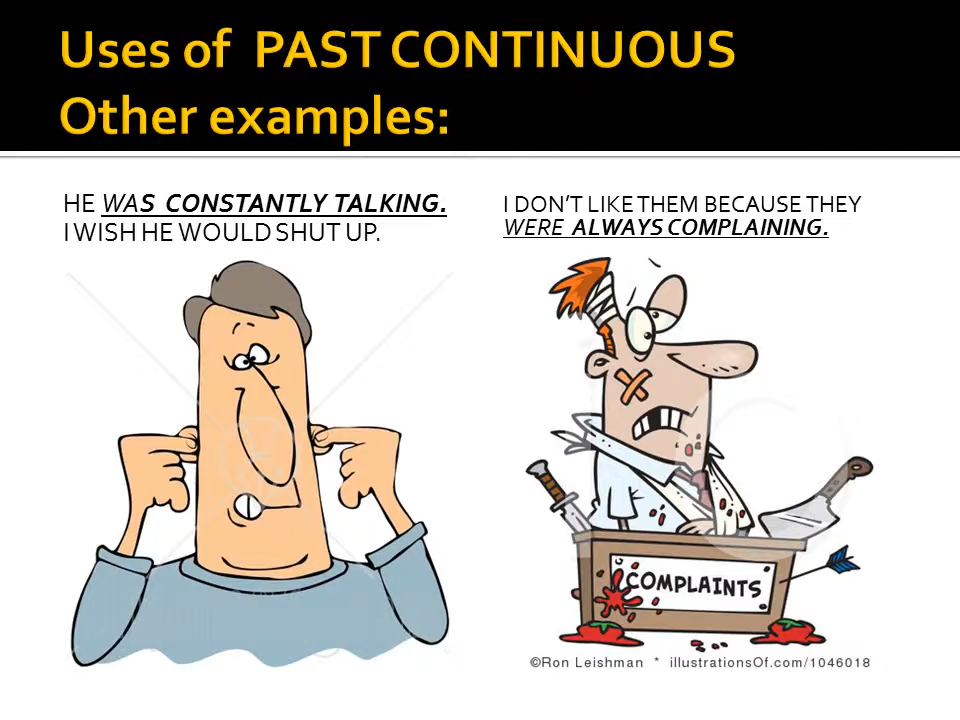 Uses of PAST CONTINUOUS
Other examples:
HE WAS CONSTANTLY TALKING.
I WISH HE WOULD SHUT UP.
I DON'T LIKE THEM BECAUSE THEY
WERE ALWAYS COMPLAINING.
COMPLAINTS
©Ron Leishman * illustrationsOf.com/1046018